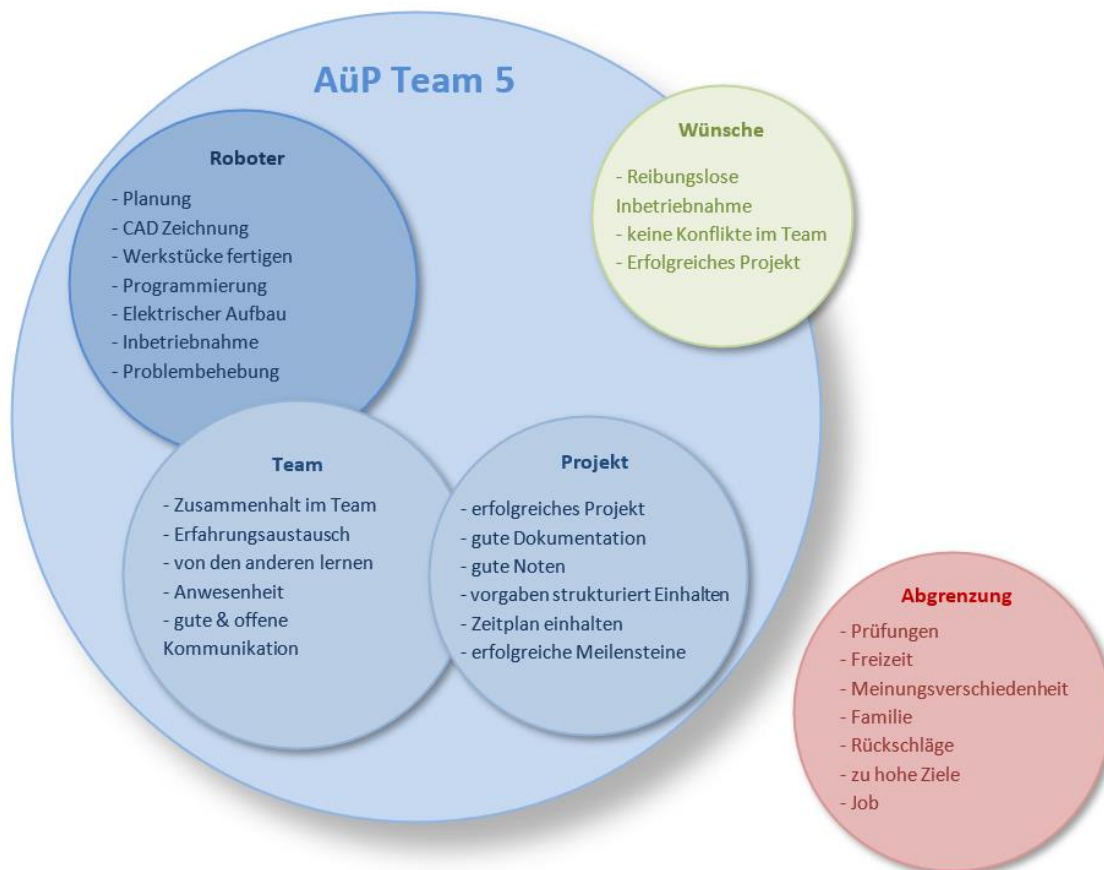 AüP Team 5
Roboter
- Planung
- CAD Zeichnung
- Werkstücke fertigen
- Programmierung
- Elektrischer Aufbau
- Inbetriebnahme
- Problembehebung
Wünsche
- Reibungslose
Inbetriebnahme
- keine Konflikte im Team
- Erfolgreiches Projekt
Team
- Zusammenhalt im Team
- Erfahrungsaustausch
- von den anderen lernen
- Anwesenheit
- gute & offene
Kommunikation
Projekt
- erfolgreiches Projekt
- gute Dokumentation
- gute Noten
- vorgaben strukturiert Einhalten
- Zeitplan einhalten
- erfolgreiche Meilensteine
Abgrenzung
- Prüfungen
- Freizeit
- Meinungsverschiedenheit
- Familie
- Rückschläge
- zu hohe Ziele
- Job